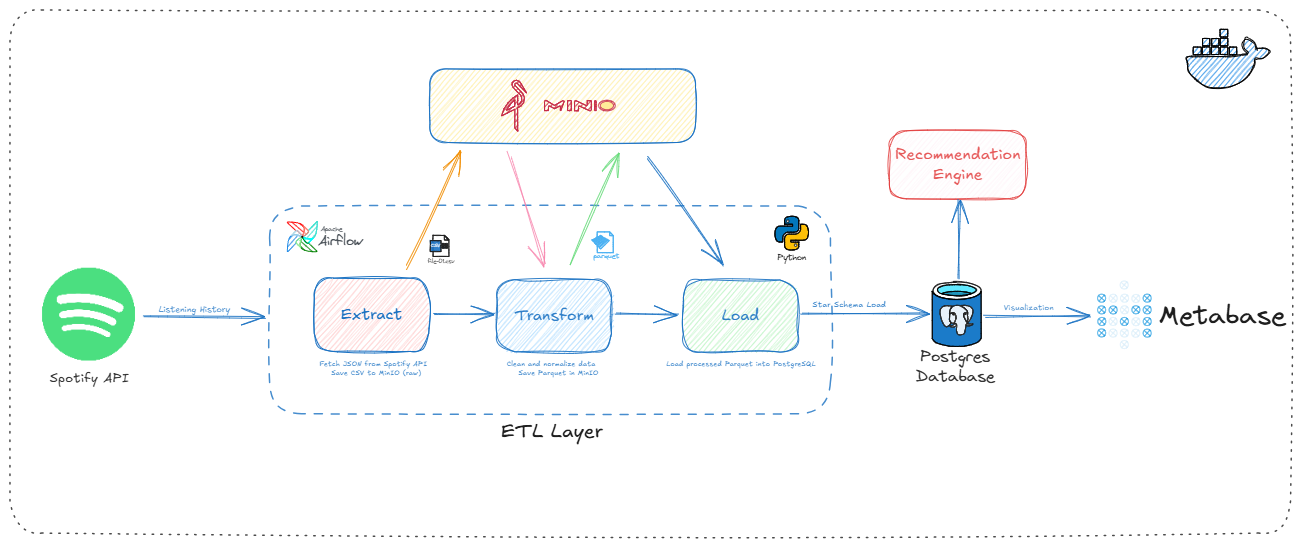 MINIO
Recommendation
Engine
Apache
Airflow
CSV
Python
parquet
Spotify API
Listening History
Extract
Transform
Load
Star Schema Load
Visualization
Metabase
Fetch JSON from Spotify API
Save CSV to MinIO (raw)
Clean and normalize data
Save Parquet in MinIO
Load processed Parquet into PostgreSQL
Postgres
Database
ETL Layer